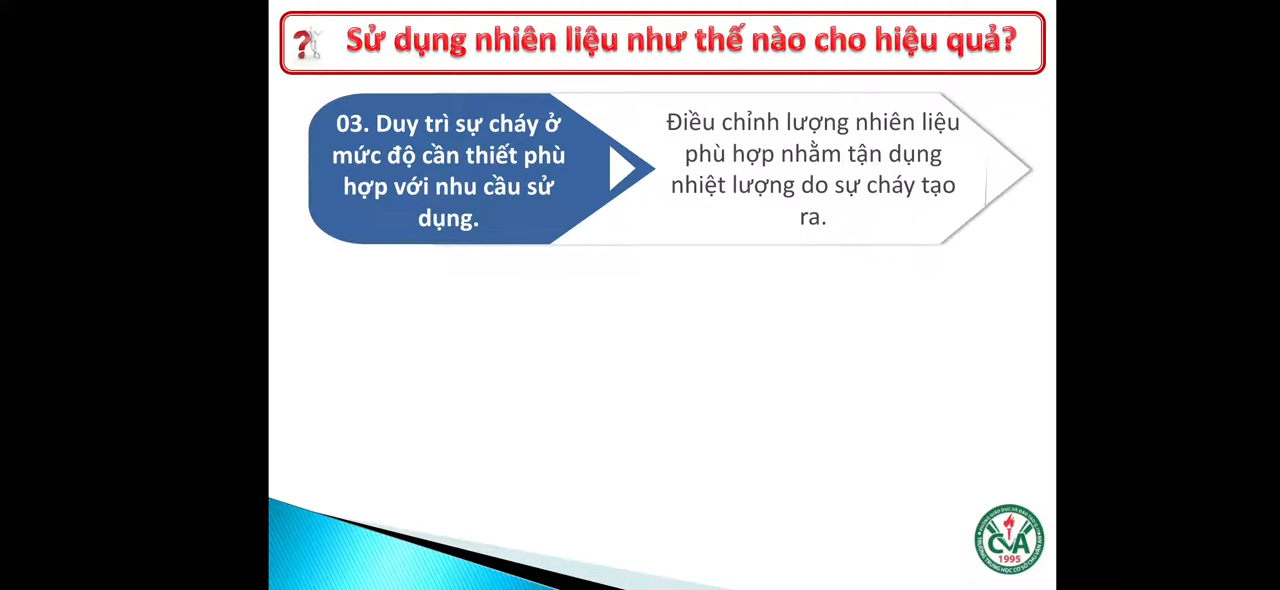 Sử dụng nhiên liệu như thế nào cho hiệu quả?
03. Duy trì sự cháy ở
mức độ cần thiết phù
hợp với nhu cầu sử
dụng.
Điều chỉnh lượng nhiên liệu
phù hợp nhằm tận dụng
nhiệt lượng do sự cháy tạo
ra.
CVA
1995